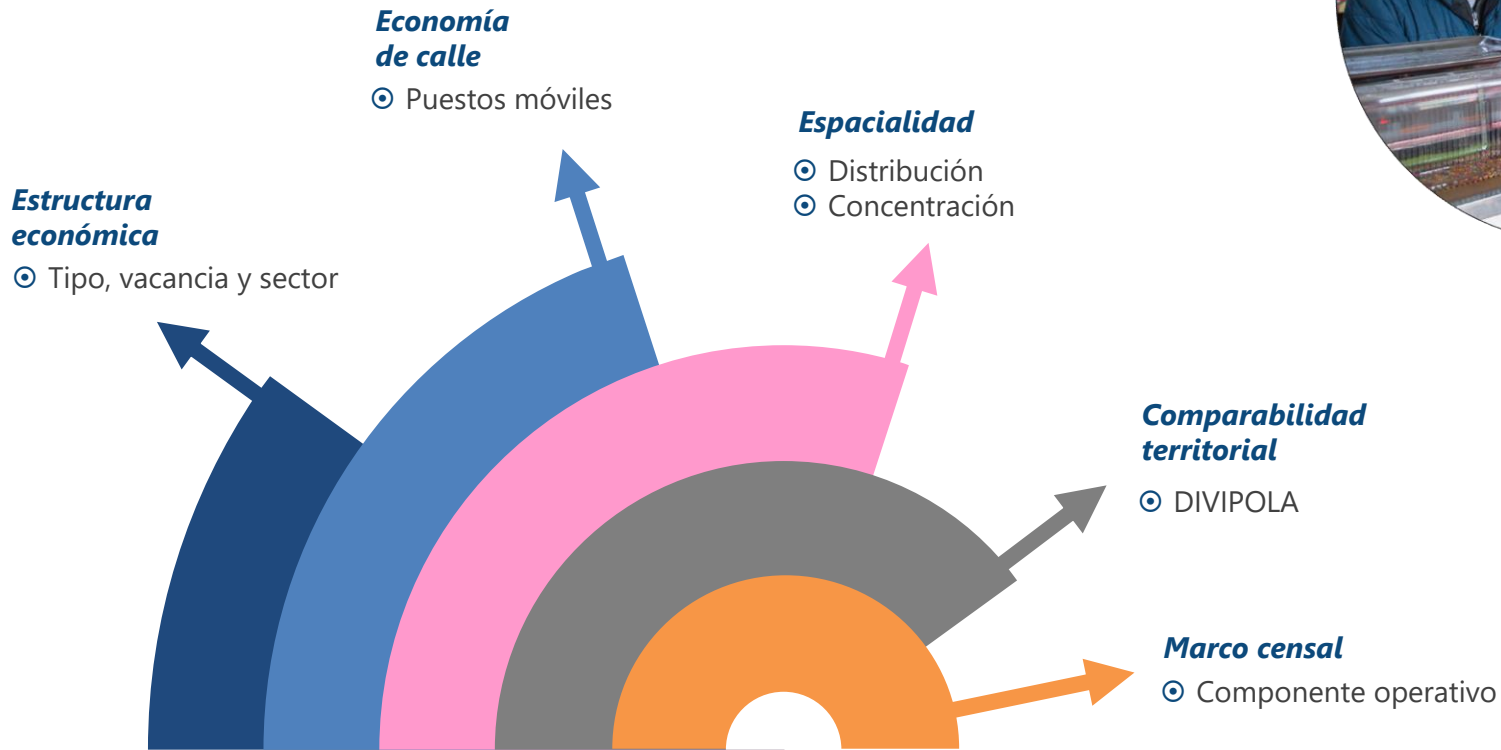 Economía
de calle
Puestos móviles
Espacialidad
Distribución
Concentración
Estructura
económica
Tipo, vacancia y sector
Comparabilidad
territorial
DIVIPOLA
Marco censal
Componente operativo